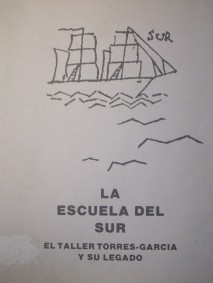 SUR
LA
ESCUELA DEL
SUR
EL TALLER TORRES-GARCIA
Y SU LEGADO